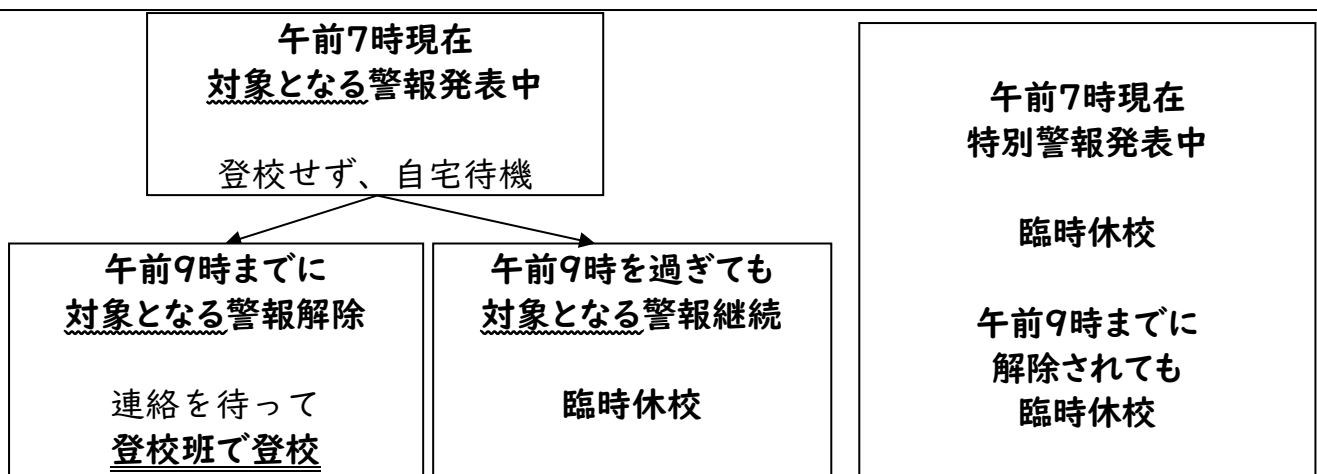 午前7時現在
対象となる警報発表中
登校せず、自宅待機
午前9時までに
対象となる警報解除
連絡を待って
登校班で登校
午前9時を過ぎても
対象となる警報継続
臨時休校
午前7時現在
特別警報発表中
臨時休校
午前9時までに
解除されても
臨時休校